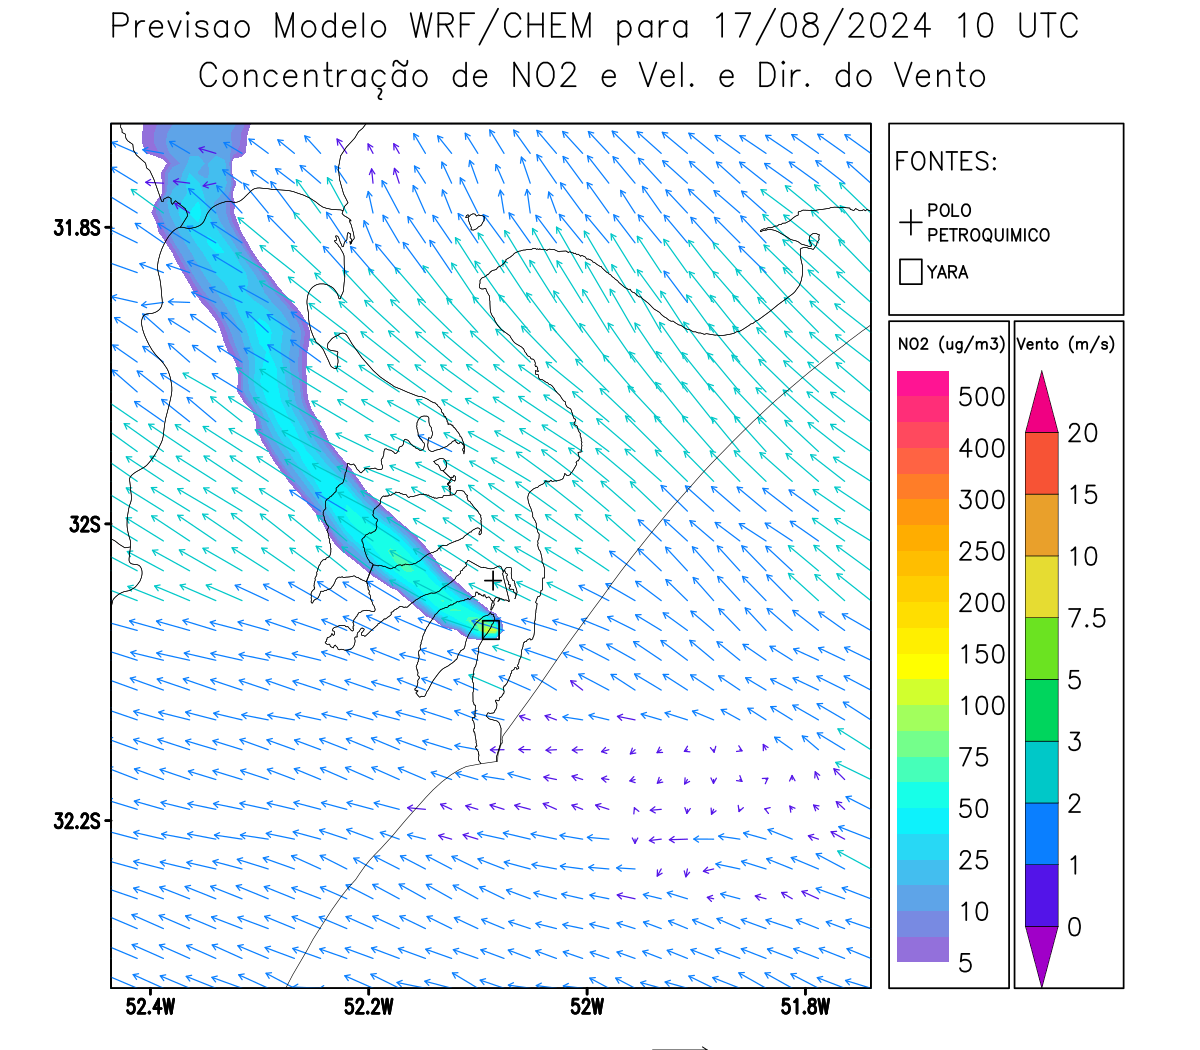 Previsao Modelo WRF/CHEM para 17/08/2024 10 UTC
Concentração de NO2 e Vel. e Dir. do Vento
FONTES:
POLO
PETROQUIMICO
YARA
NO2 (ug/m3)
500
400
300
250
200
150
100
75
50
25
10
5
Vento (m/s)
20
15
10
7.5
5
3
2
1
0
31.8S
32S
32.2S
52.4W
52.2W
52W
51.8W